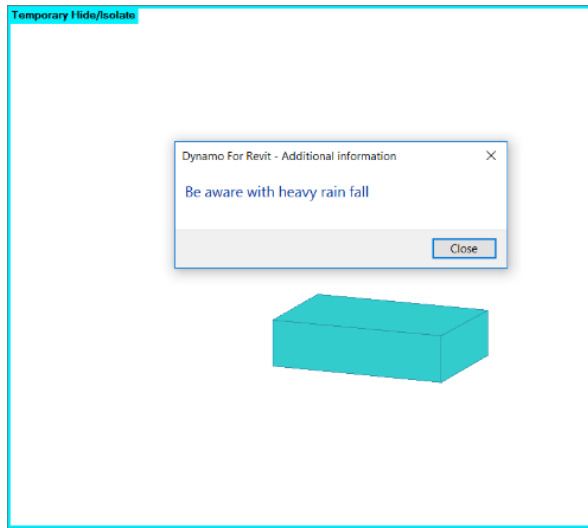 Temporary Hide/Isolate
Dynamo For Revit - Additional information
Be aware with heavy rain fall
Close